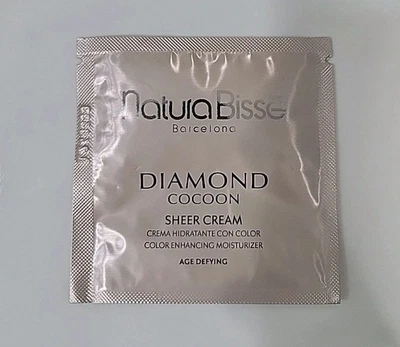 Natura Bissé
Barcelona
DIAMOND
COCOON
SHEER CREAM
CREMA HIDRATANTE CON COLOR
COLOR ENHANCING MOISTURIZER
AGE DEFYING